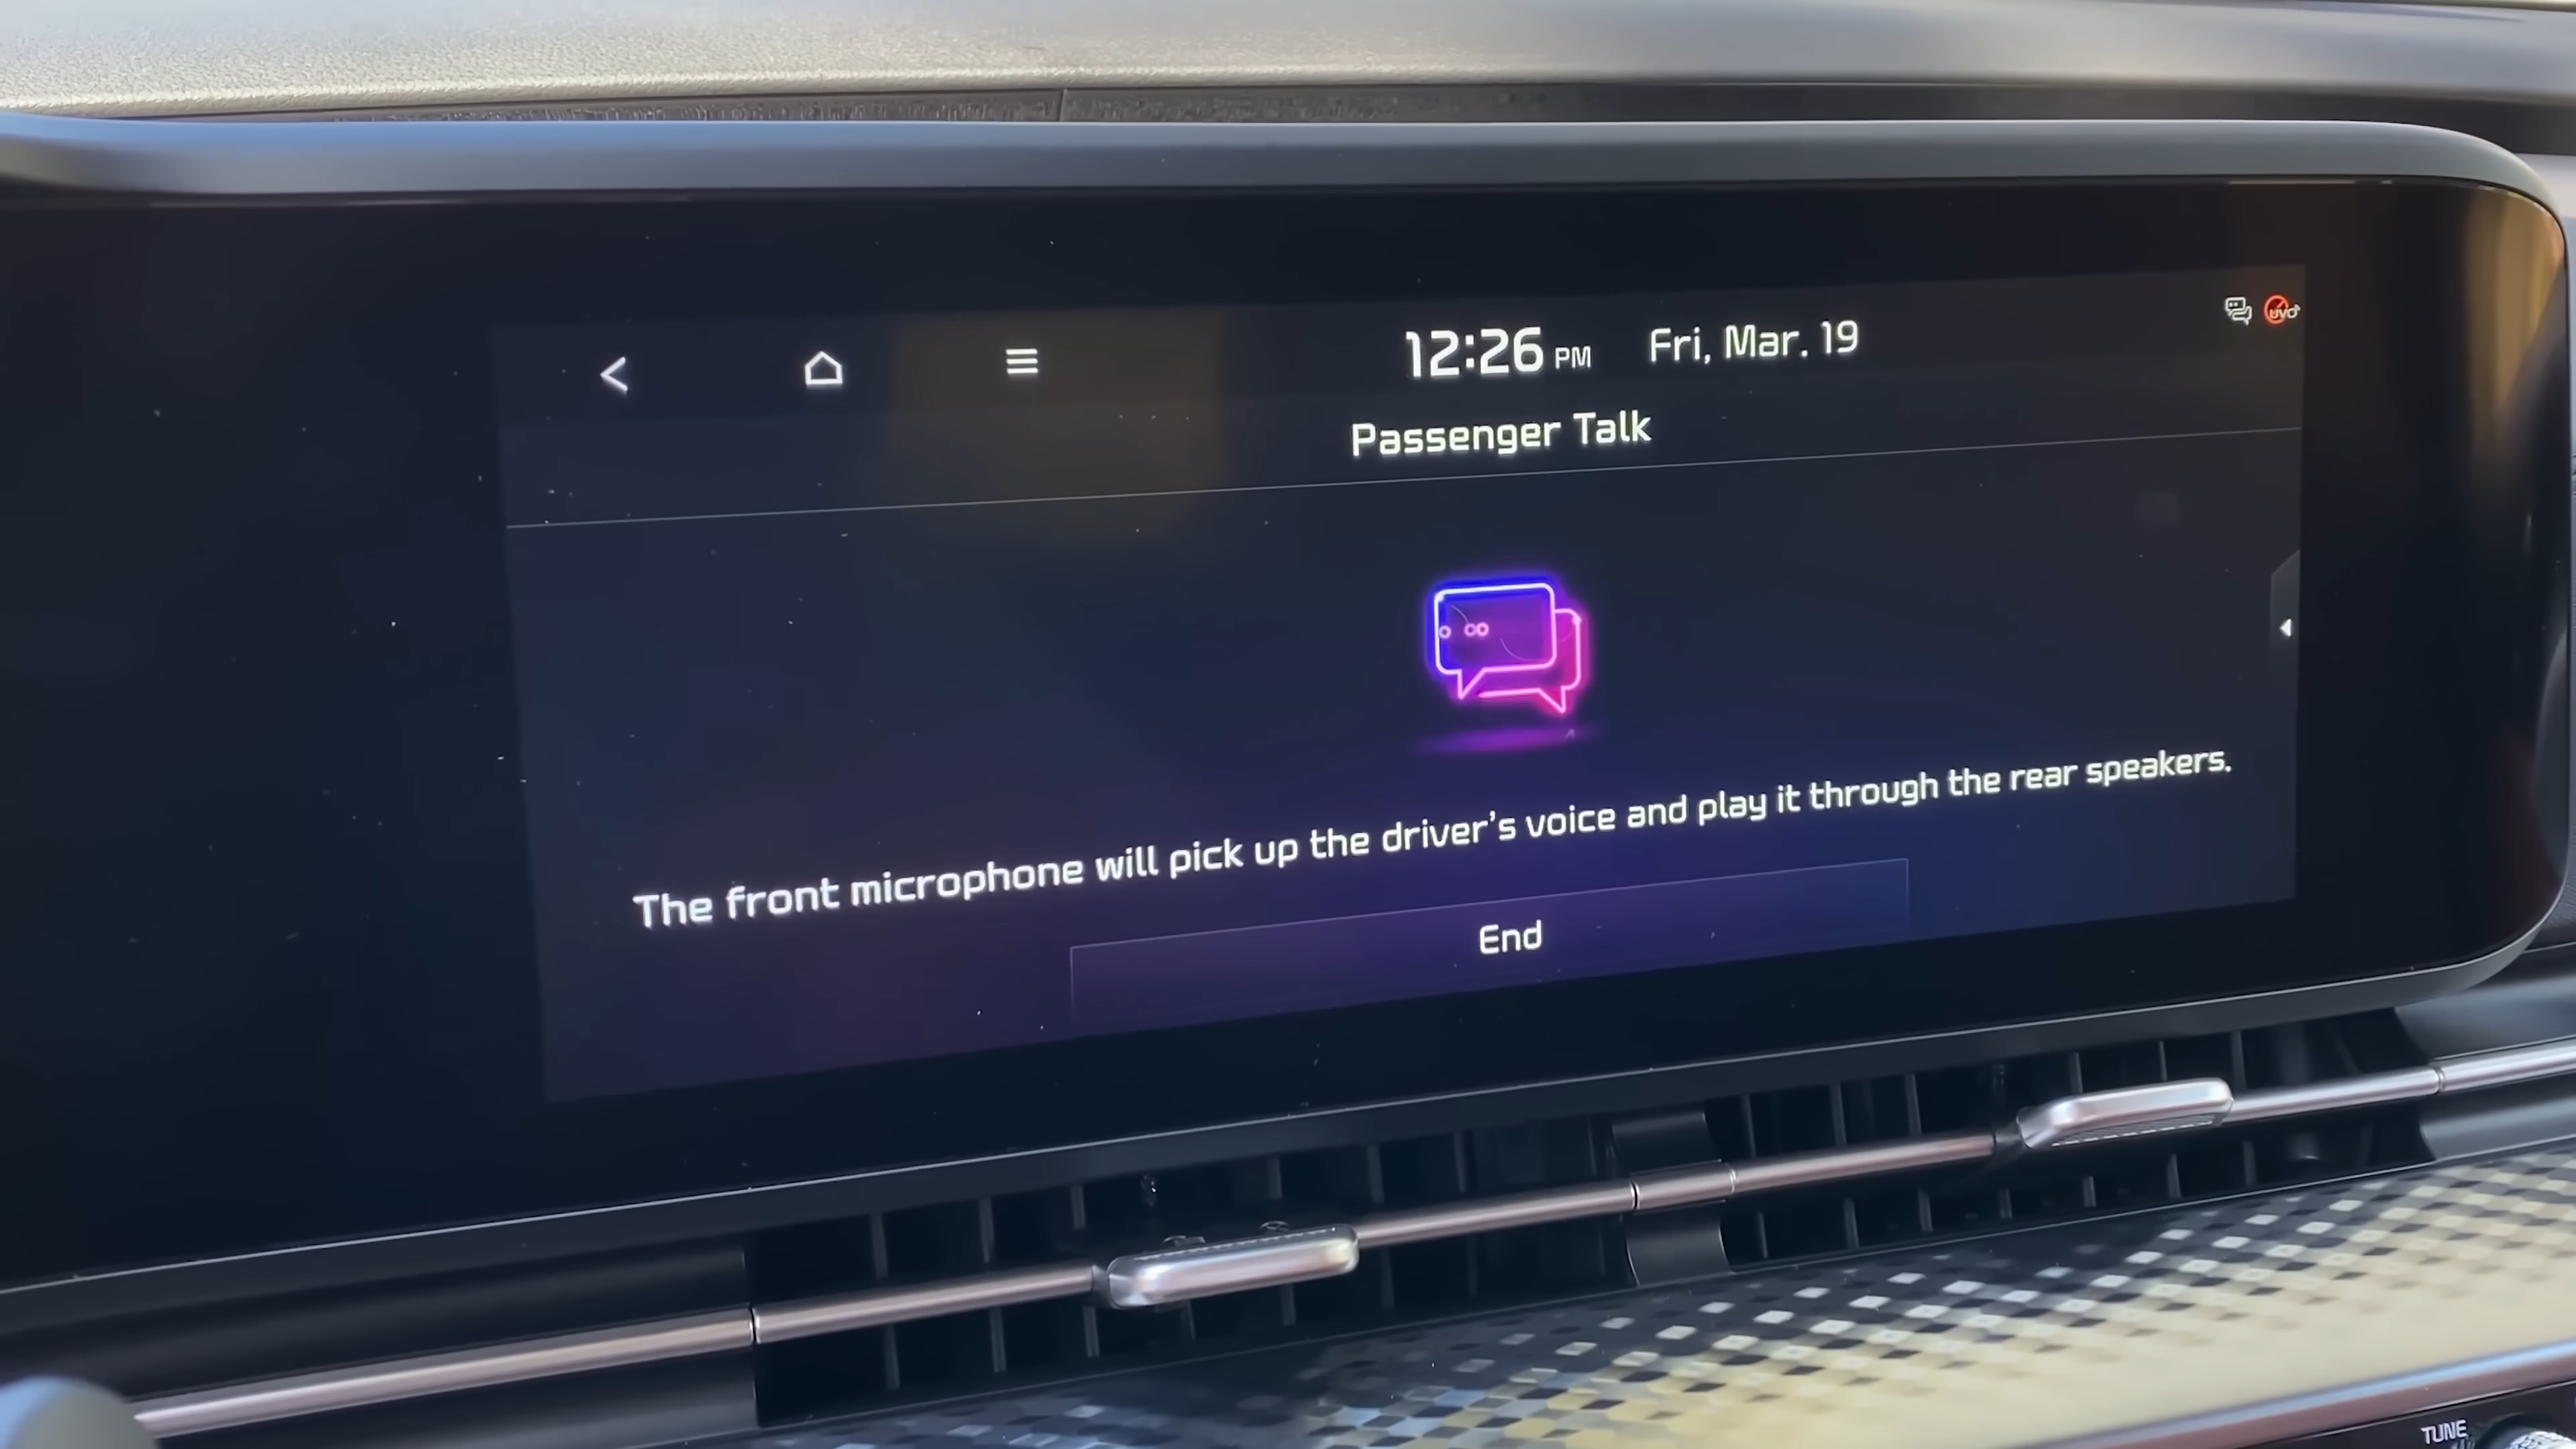 12:26 PM Fri, Mar. 19
UVO
Passenger Talk
The front microphone will pick up the driver's voice and play it through the rear speakers.
End
TUNE